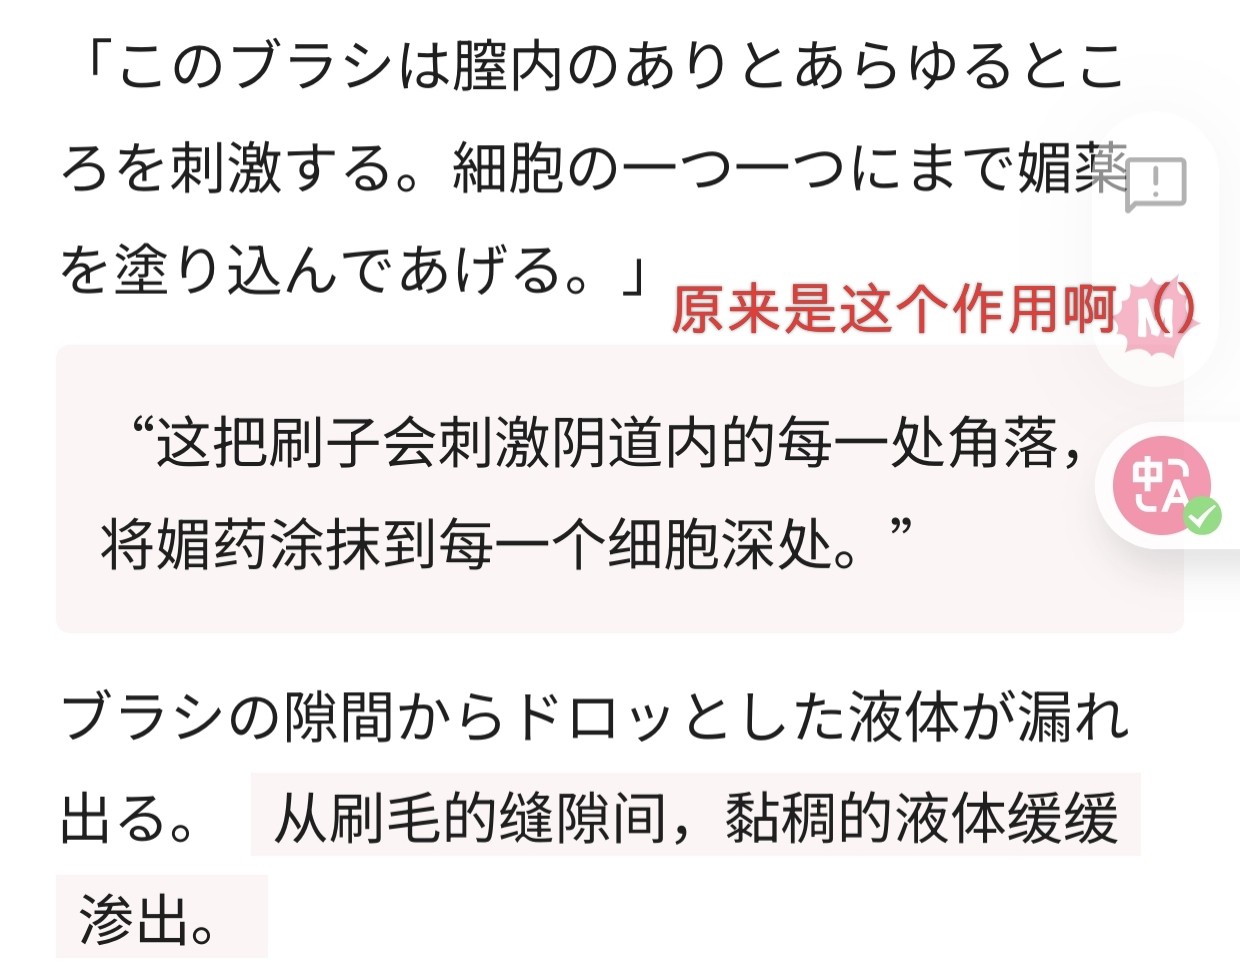 「このブラシは膣内のありとあらゆるとこ
ろを刺激する。細胞の一つ一つにまで媚薬
を塗り込んであげる。」
原来是这个作用啊（）
M
“这把刷子会刺激阴道内的每一处角落，
中A
将媚药涂抹到每一个细胞深处。”
ブラシの隙間からドロッとした液体が漏れ
出る。 从刷毛的缝隙间，黏稠的液体缓缓
渗出。